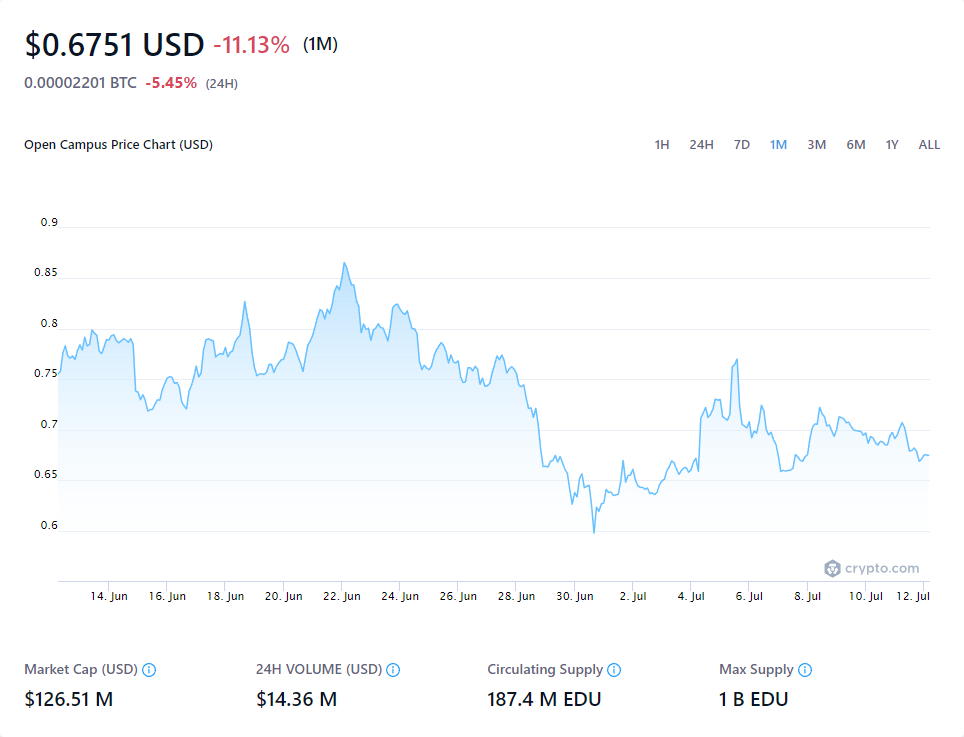 $0.6751 USD -11.13% (1M)
0.00002201 BTC -5.45% (24H)
Open Campus Price Chart (USD) 1H 24H 7D 1M 3M 6M 1Y ALL
0.9
0.85
0.8
0.75
0.7
0.65
0.6
crypto.com
14. Jun 16. Jun 18. Jun 20. Jun 22. Jun 24. Jun 26. Jun 28. Jun 30. Jun 2. Jul 4. Jul 6. Jul 8. Jul 10. Jul 12. Jul
Market Cap (USD) 24H VOLUME (USD) Circulating Supply Max Supply
$126.51 M $14.36 M 187.4 M EDU 1 B EDU